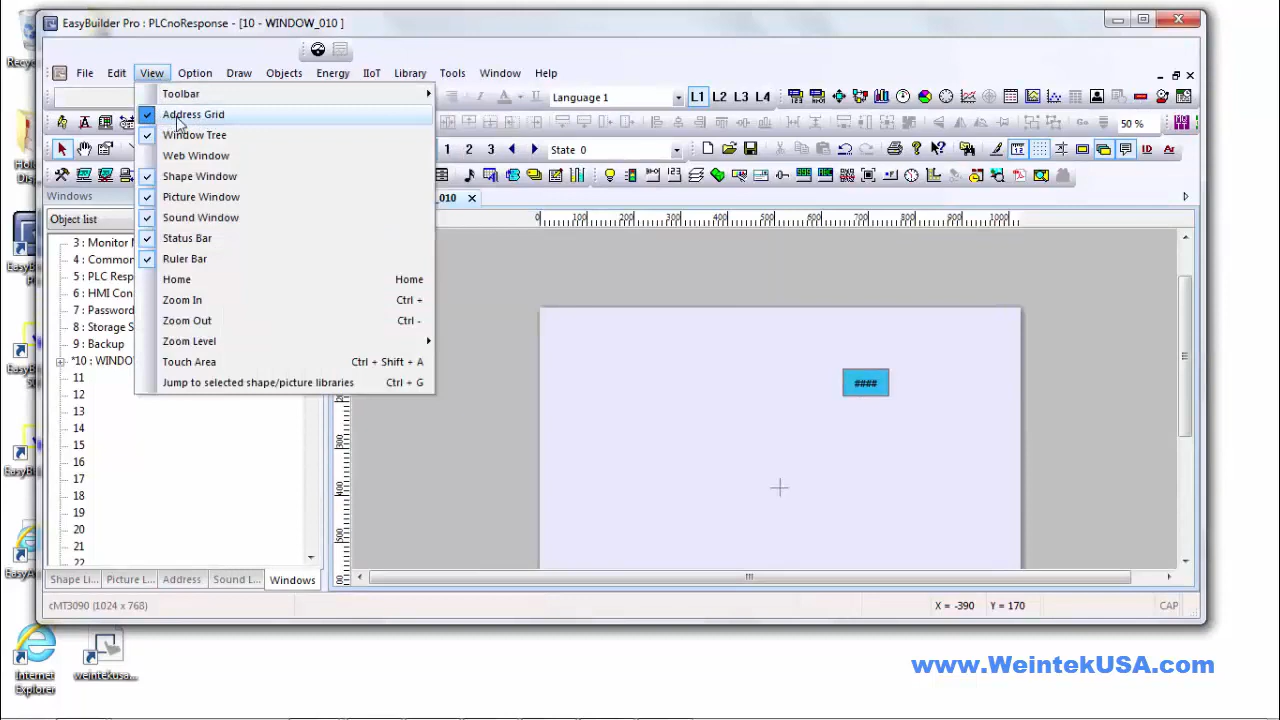 EasyBuilder Pro : PLCnoResponse - [10 - WINDOW_010 ]
File Edit View Option Draw Objects Energy IIoT Library Tools Window Help
Toolbar
Language 1
L1 L2 L3 L4
Address Grid
50 %
Window Tree
1 2 3
State 0
Web Window
Shape Window
Picture Window
Sound Window
Status Bar
Ruler Bar
Home Home
Zoom In Ctrl +
Zoom Out Ctrl -
Zoom Level
Touch Area Ctrl + Shift + A
Jump to selected shape/picture libraries Ctrl + G
Windows
_010
Object list
0 100 200 300 400 500 600 700 800 900 1000
3 : Monitor M
4 : Common
5 : PLC Resp
6 : HMI Con
7 : Password
8 : Storage S
9 : Backup
*10 : WINDO
11
12
13
14
15
16
17
18
19
20
21
22
300
400
500
####
Shape Li... Picture L... Address Sound L... Windows
cMT3090 (1024 x 768)
X = -390 Y = 170
CAP
Internet
Explorer
weintekusa...
www.WeintekUSA.com